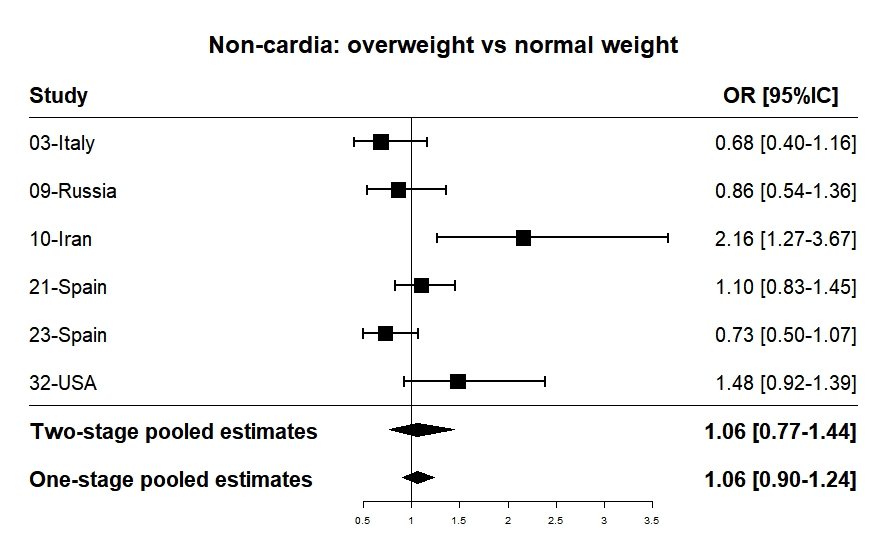 Non-cardia: overweight vs normal weight
Study OR [95%IC]
03-Italy 0.68 [0.40-1.16]
09-Russia 0.86 [0.54-1.36]
10-Iran 2.16 [1.27-3.67]
21-Spain 1.10 [0.83-1.45]
23-Spain 0.73 [0.50-1.07]
32-USA 1.48 [0.92-1.39]
Two-stage pooled estimates 1.06 [0.77-1.44]
One-stage pooled estimates 1.06 [0.90-1.24]
0.5 1 1.5 2 2.5 3 3.5